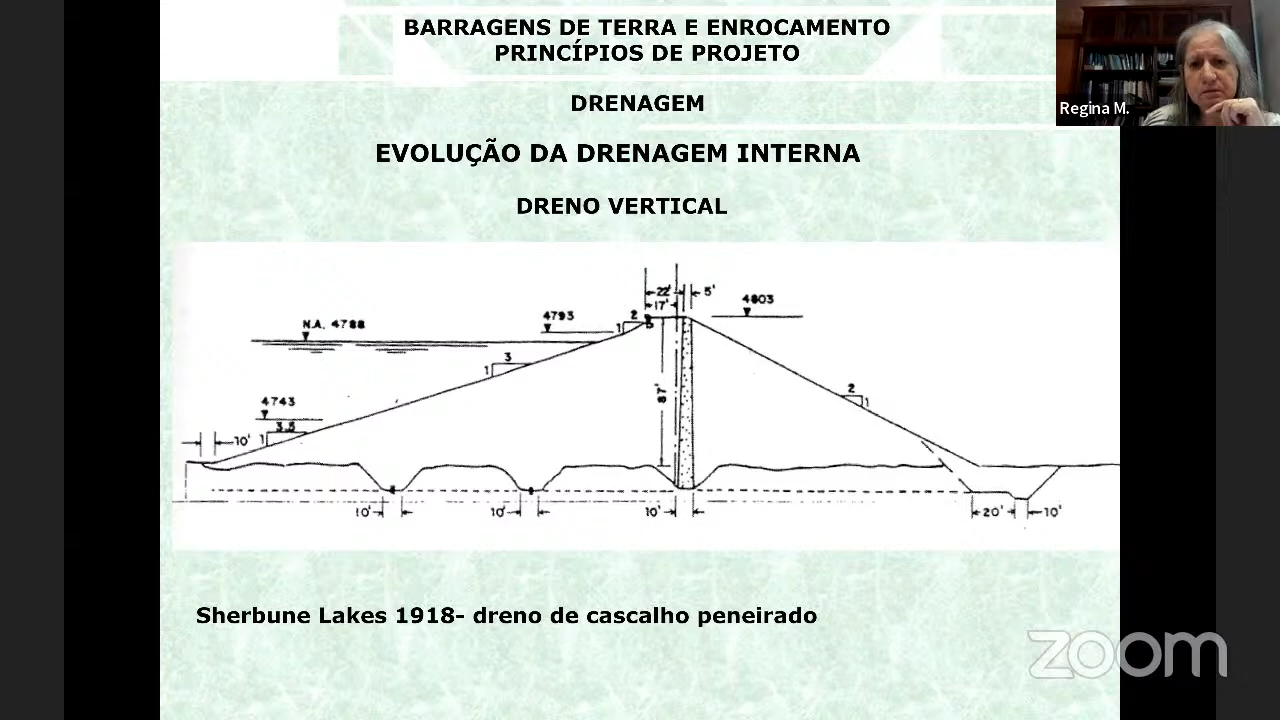 BARRAGENS DE TERRA E ENROCAMENTO
PRINCÍPIOS DE PROJETO
Regina M.
DRENAGEM
EVOLUÇÃO DA DRENAGEM INTERNA
DRENO VERTICAL
22' 5'
17'
4803
4793
2
1
N.A. 4788
3
1
87'
2
1
4743
3.5
1
10'
10' 10' 10' 20' 10'
Sherbune Lakes 1918- dreno de cascalho peneirado
zoom